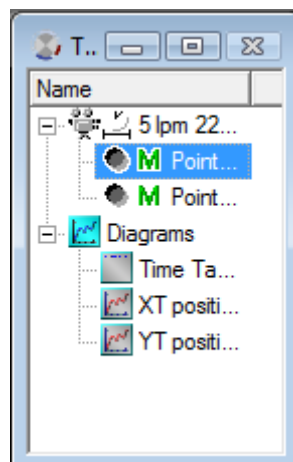 T..
Name
5 lpm 22...
M Point...
M Point...
Diagrams
Time Ta...
XT positi...
YT positi...